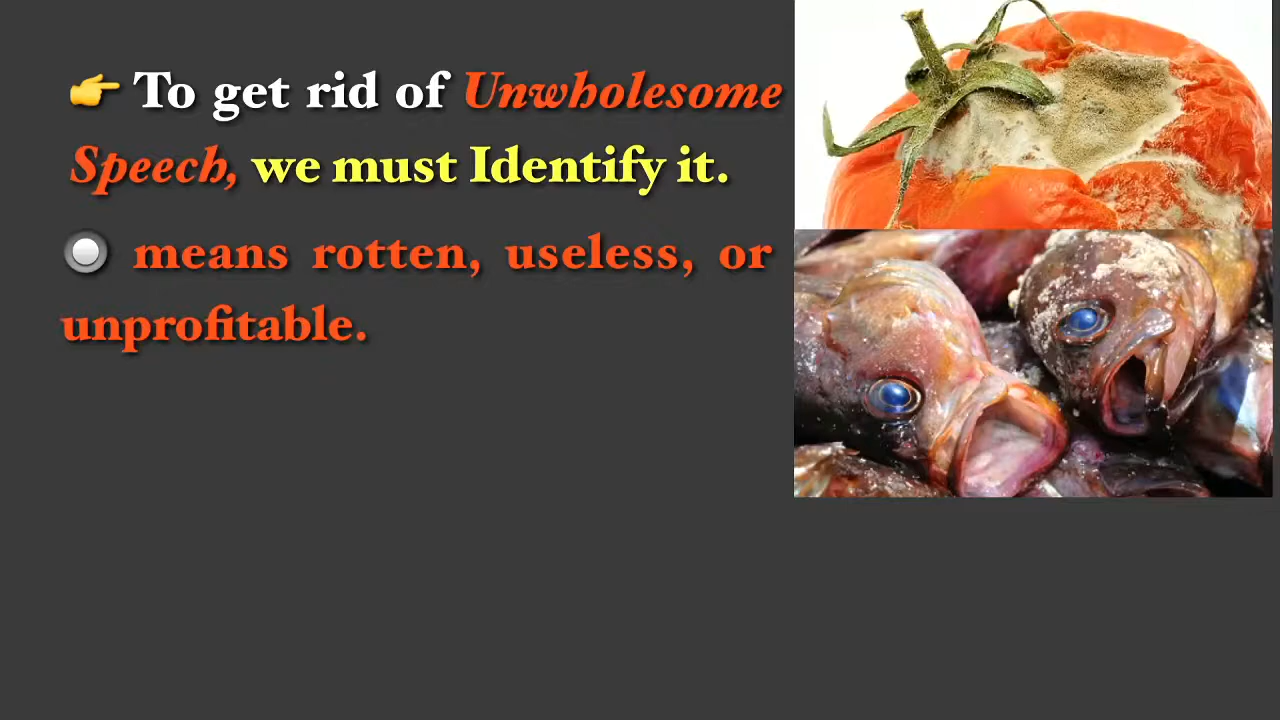 👉 To get rid of Unwholesome
Speech, we must Identify it.
🔘 means rotten, useless, or
unprofitable.